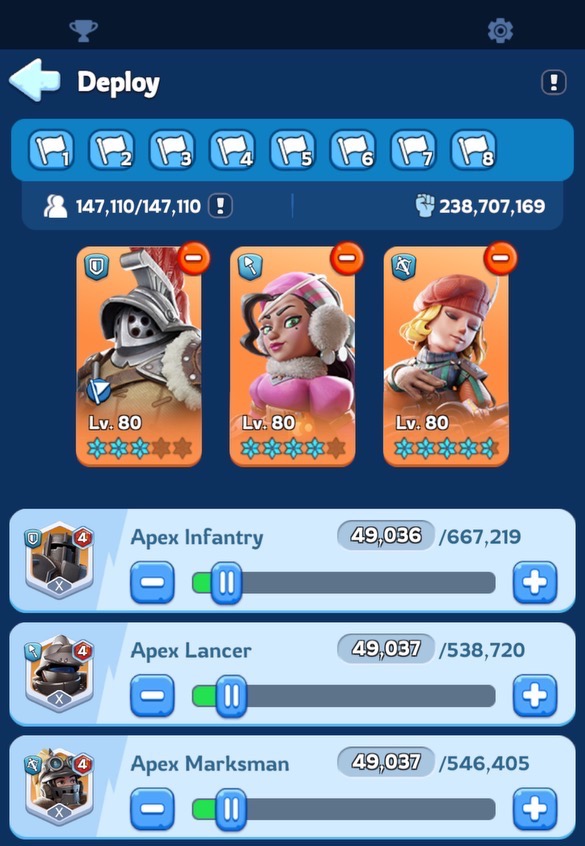 Deploy
!
1 2 3 4 5 6 7 8
147,110/147,110 ! 238,707,169
Lv. 80 Lv. 80 Lv. 80
Apex Infantry 49,036 /667,219
4
X
Apex Lancer 49,037 /538,720
4
X
Apex Marksman 49,037 /546,405
4
X